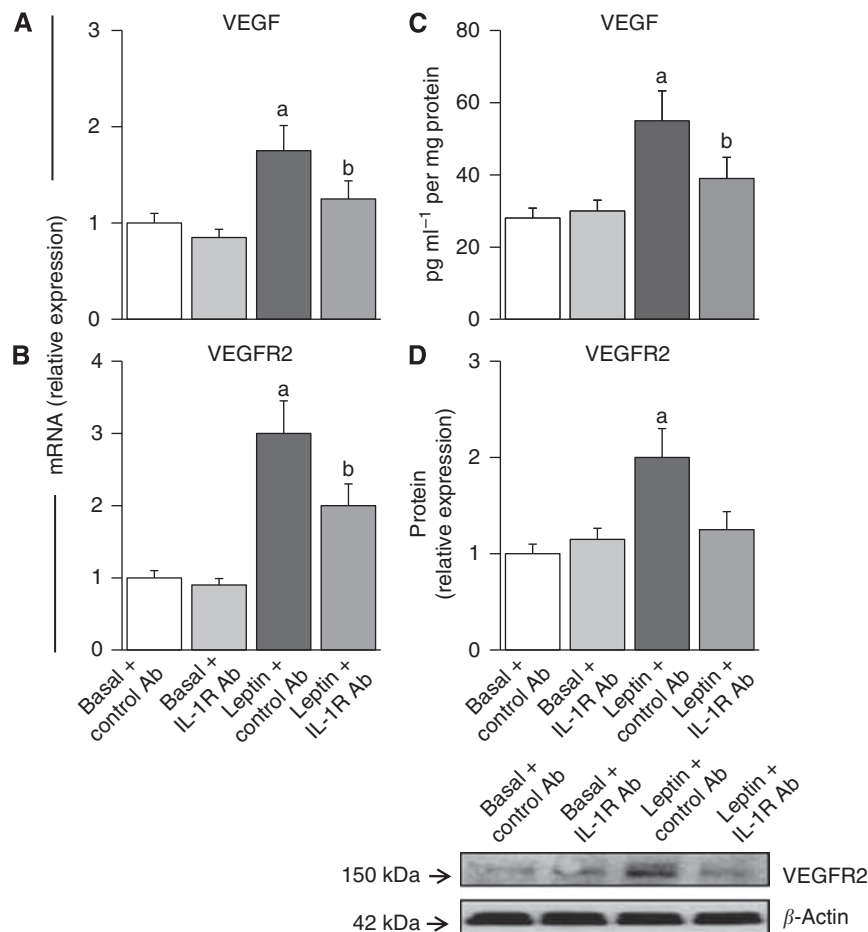 A
VEGF
3
2
1
0
a
b
mRNA (relative expression)
B
VEGFR2
4
3
2
1
0
a
b
Basal +
control Ab
Basal +
IL-1R Ab
Leptin +
control Ab
Leptin +
IL-1R Ab
C
VEGF
80
60
40
20
0
pg ml⁻¹ per mg protein
a
b
D
VEGFR2
3
2
1
0
Protein
(relative expression)
a
Basal +
control Ab
Basal +
IL-1R Ab
Leptin +
control Ab
Leptin +
IL-1R Ab
Basal +
control Ab
Basal +
IL-1R Ab
Leptin +
control Ab
Leptin +
IL-1R Ab
150 kDa → VEGFR2
42 kDa → β-Actin